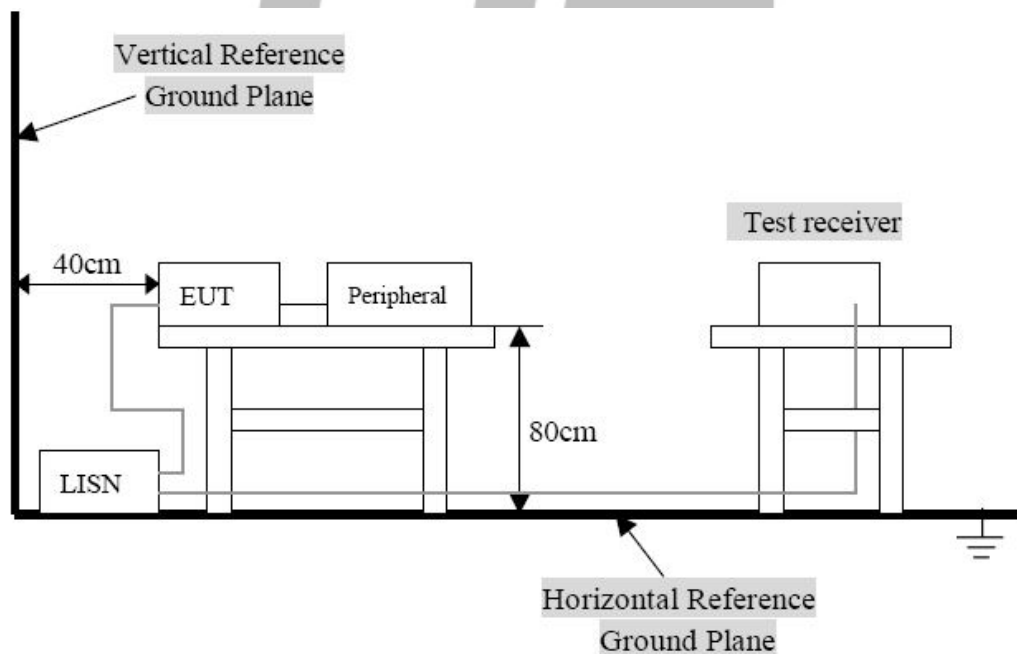 Vertical Reference
Ground Plane
Test receiver
40cm
EUT
Peripheral
80cm
LISN
Horizontal Reference
Ground Plane